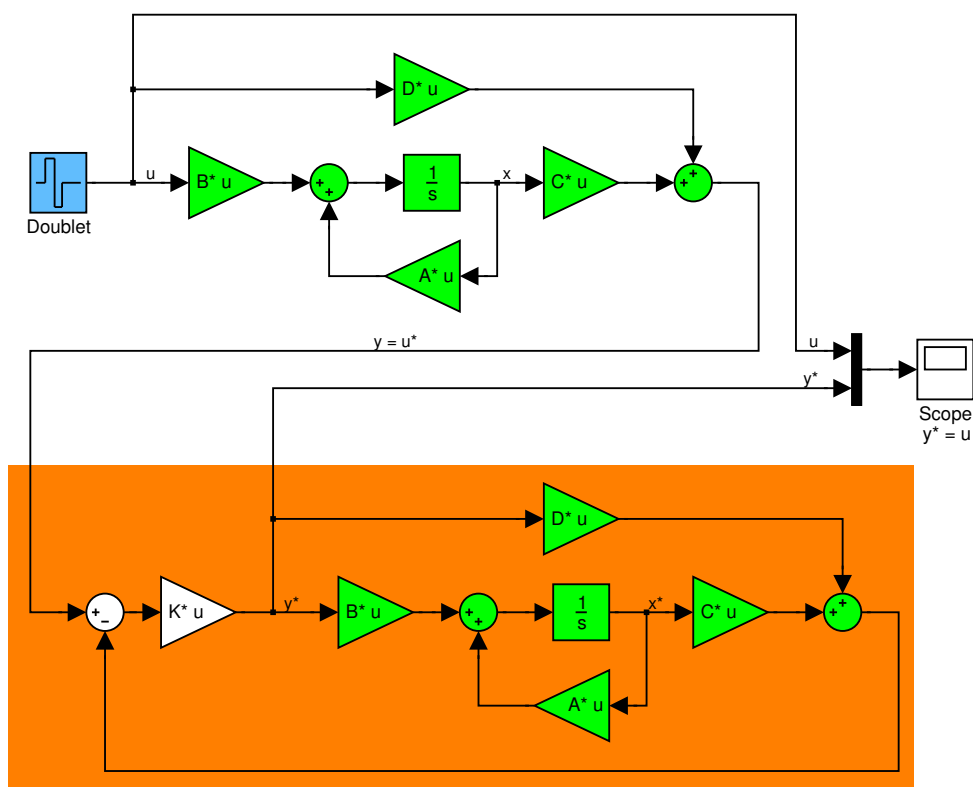 D* u
u
B* u
+
+
1
s
x
C* u
+
+
Doublet
A* u
y = u*
u
y*
Scope
y* = u
D* u
+
−
K* u
y*
B* u
+
+
1
s
x*
C* u
+
+
A* u